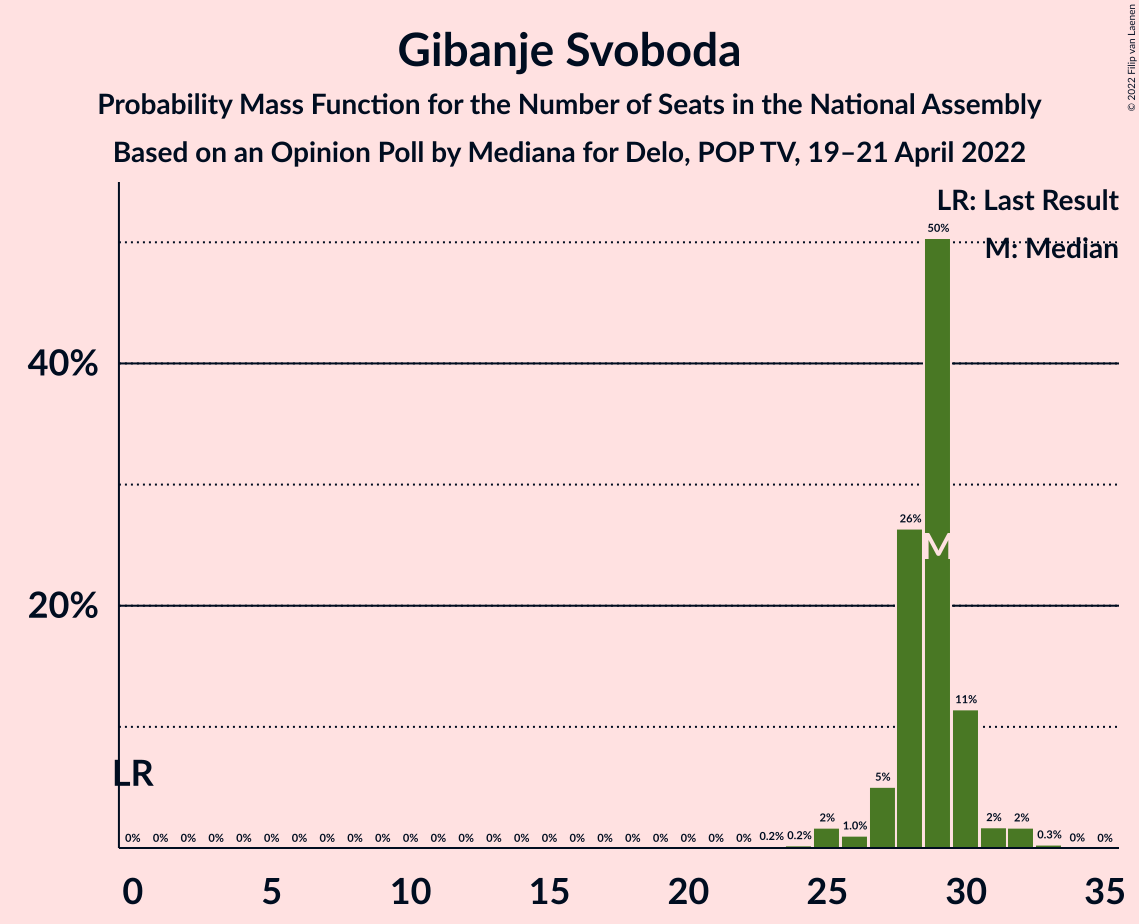 Gibanje Svoboda
Probability Mass Function for the Number of Seats in the National Assembly
Based on an Opinion Poll by Mediana for Delo, POP TV, 19–21 April 2022
© 2022 Filip van Laenen
LR: Last Result
M: Median
50%
40%
26%
M
20%
11%
LR
5%
0% 0% 0% 0% 0% 0% 0% 0% 0% 0% 0% 0% 0% 0% 0% 0% 0% 0% 0% 0% 0% 0% 0% 0.2% 0.2% 2% 1.0% 2% 2% 0.3% 0% 0%
0 5 10 15 20 25 30 35